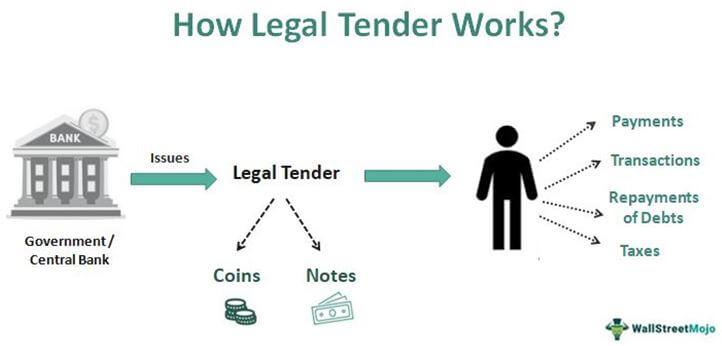 How Legal Tender Works?
BANK
$
Government /
Central Bank
Issues
Legal Tender
Coins
Notes
Payments
Transactions
Repayments
of Debts
Taxes
WallStreetMojo